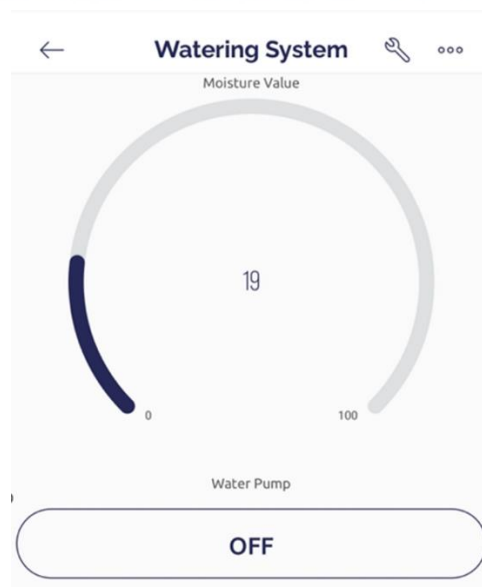 Watering System
Moisture Value
19
0 100
Water Pump
OFF